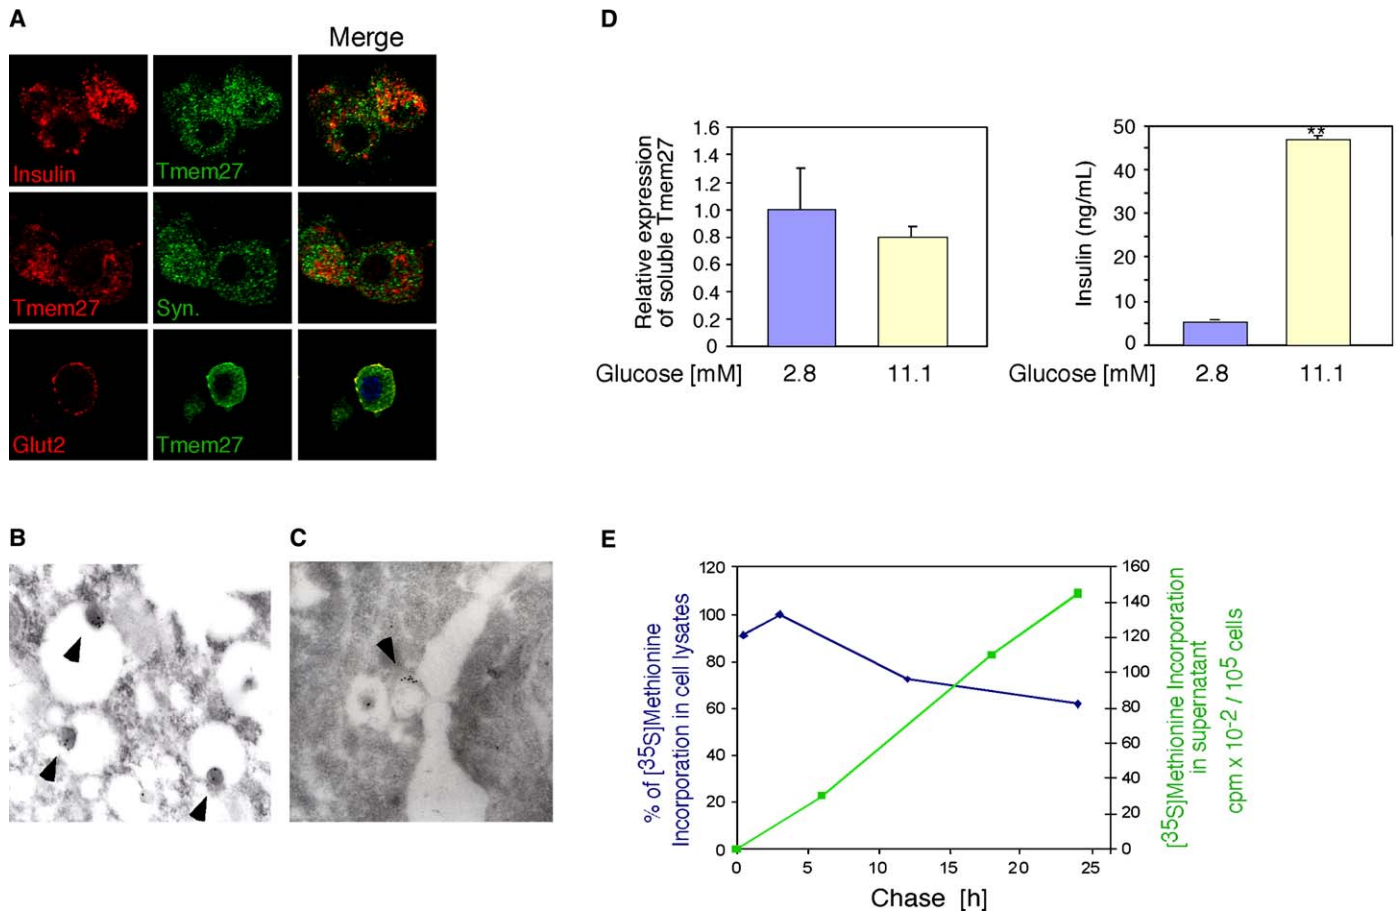 A
Merge
Insulin
Tmem27
Tmem27
Syn.
Glut2
Tmem27
D
Relative expression
of soluble Tmem27
1.6
1.4
1.2
1.0
0.8
0.6
0.4
0.2
0
Glucose [mM]
2.8
11.1
Insulin (ng/mL)
50
40
30
20
10
0
**
Glucose [mM]
2.8
11.1
B
C
E
% of [35S]Methionine
Incorporation in cell lysates
120
100
80
60
40
20
0
160
140
120
100
80
60
40
20
0
[35S]Methionine Incorporation
in supernatant
cpm x 10-2 / 105 cells
0
5
10
15
20
25
Chase [h]